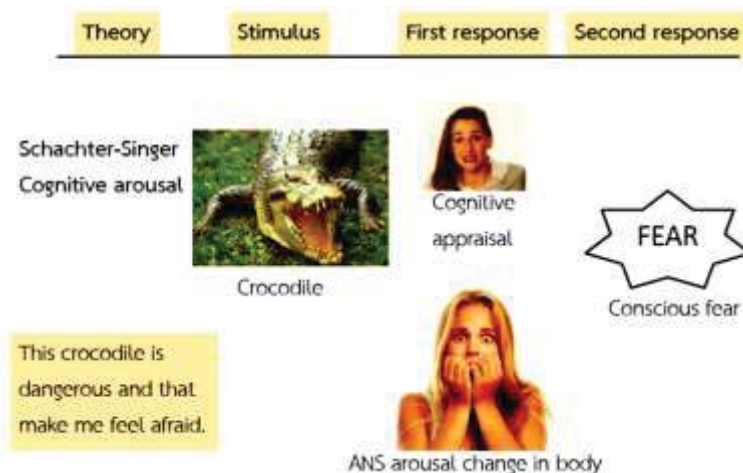 Theory Stimulus First response Second response
Schachter-Singer
Cognitive arousal
Crocodile
Cognitive
appraisal
FEAR
Conscious fear
This crocodile is
dangerous and that
make me feel afraid.
ANS arousal change in body